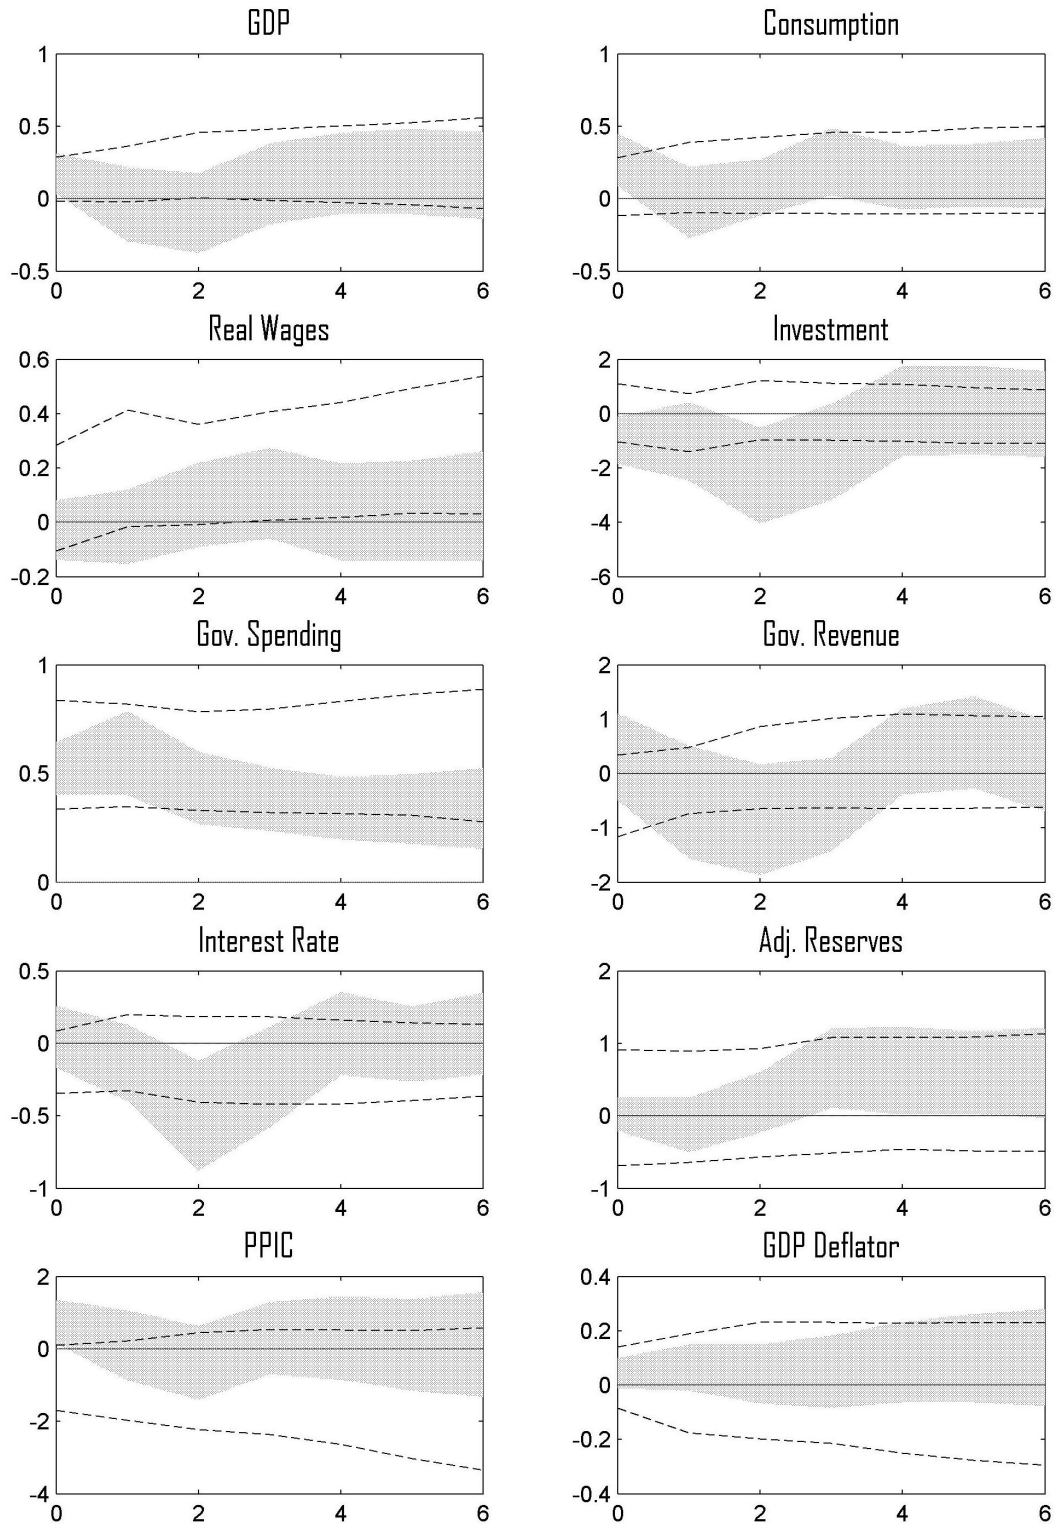 GDP Consumption
1 1
0.5 0.5
0 0
-0.5 -0.5
0 2 4 6 0 2 4 6
Real Wages Investment
0.6 2
0.4 0
0.2 -2
0 -4
-0.2 -6
0 2 4 6 0 2 4 6
Gov. Spending Gov. Revenue
1 2
1
0.5 0
-1
0 -2
0 2 4 6 0 2 4 6
Interest Rate Adj. Reserves
0.5 2
0 1
-0.5 0
-1 -1
0 2 4 6 0 2 4 6
PPIC GDP Deflator
2 0.4
0 0.2
-2 0
-0.2
-4 -0.4
0 2 4 6 0 2 4 6